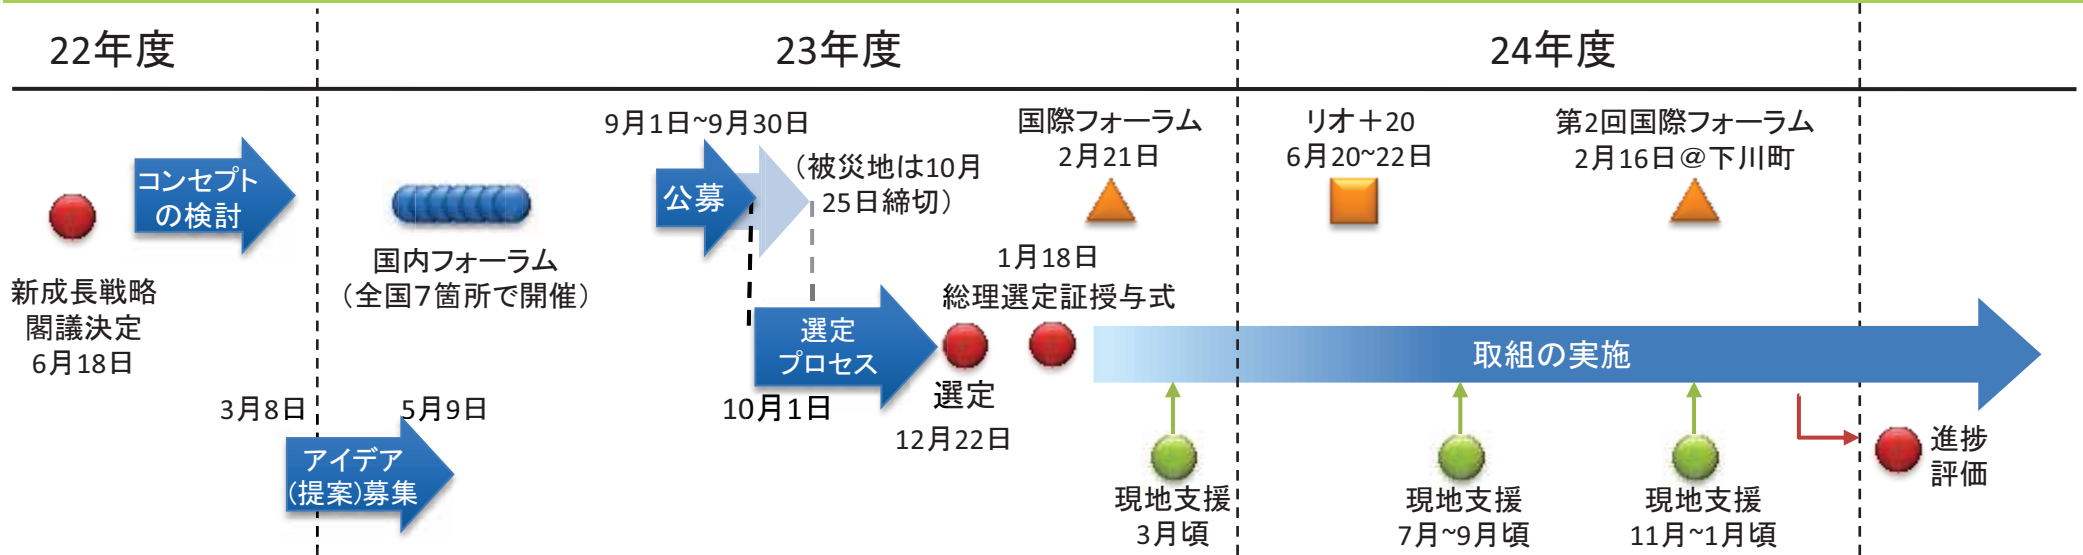 22年度
23年度
24年度
新成長戦略
閣議決定
6月18日
コンセプト
の検討
3月8日
5月9日
アイデア
(提案)募集
国内フォーラム
（全国７箇所で開催）
9月1日~9月30日
公募
（被災地は10月
25日締切）
選定
プロセス
10月1日
選定
12月22日
国際フォーラム
2月21日
1月18日
総理選定証授与式
取組の実施
現地支援
3月頃
リオ＋20
6月20~22日
現地支援
7月~9月頃
第2回国際フォーラム
2月16日＠下川町
現地支援
11月~1月頃
進捗
評価